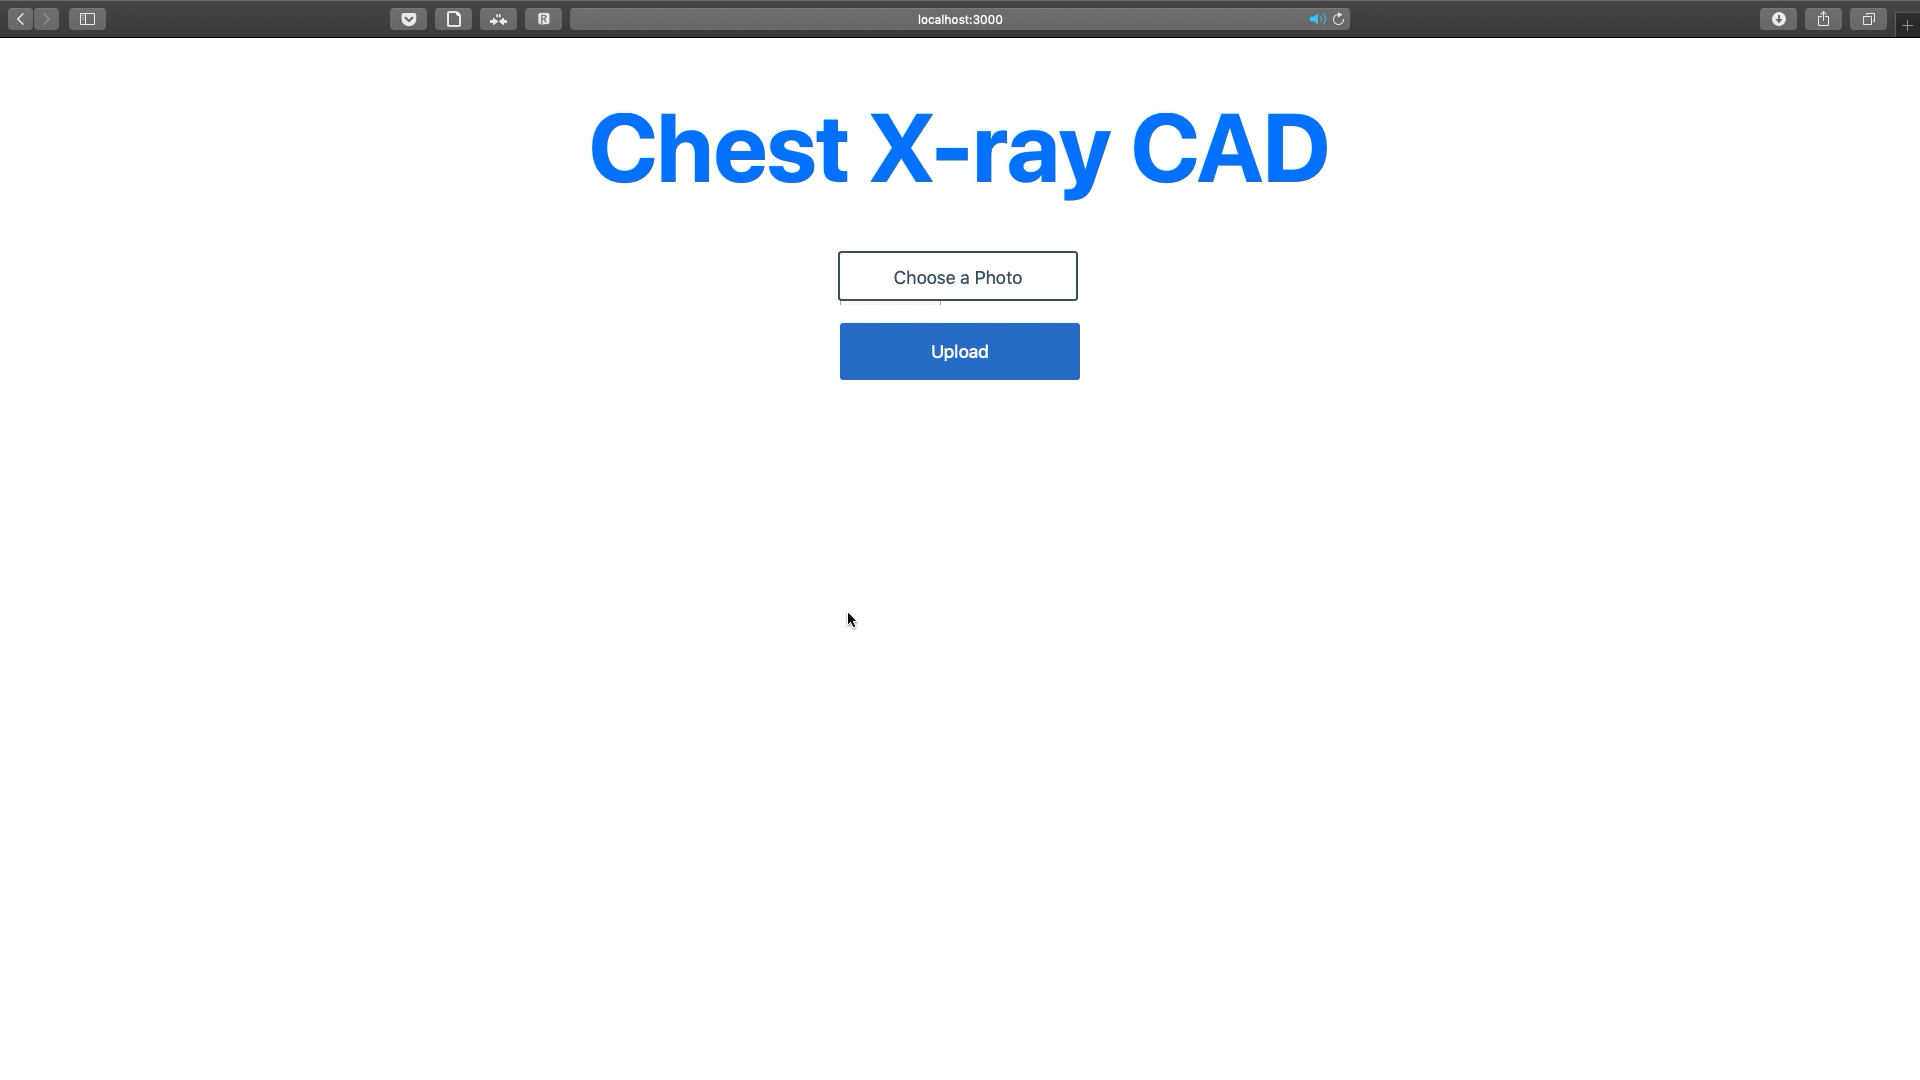 R
localhost:3000
Chest X-ray CAD
Choose a Photo
Upload